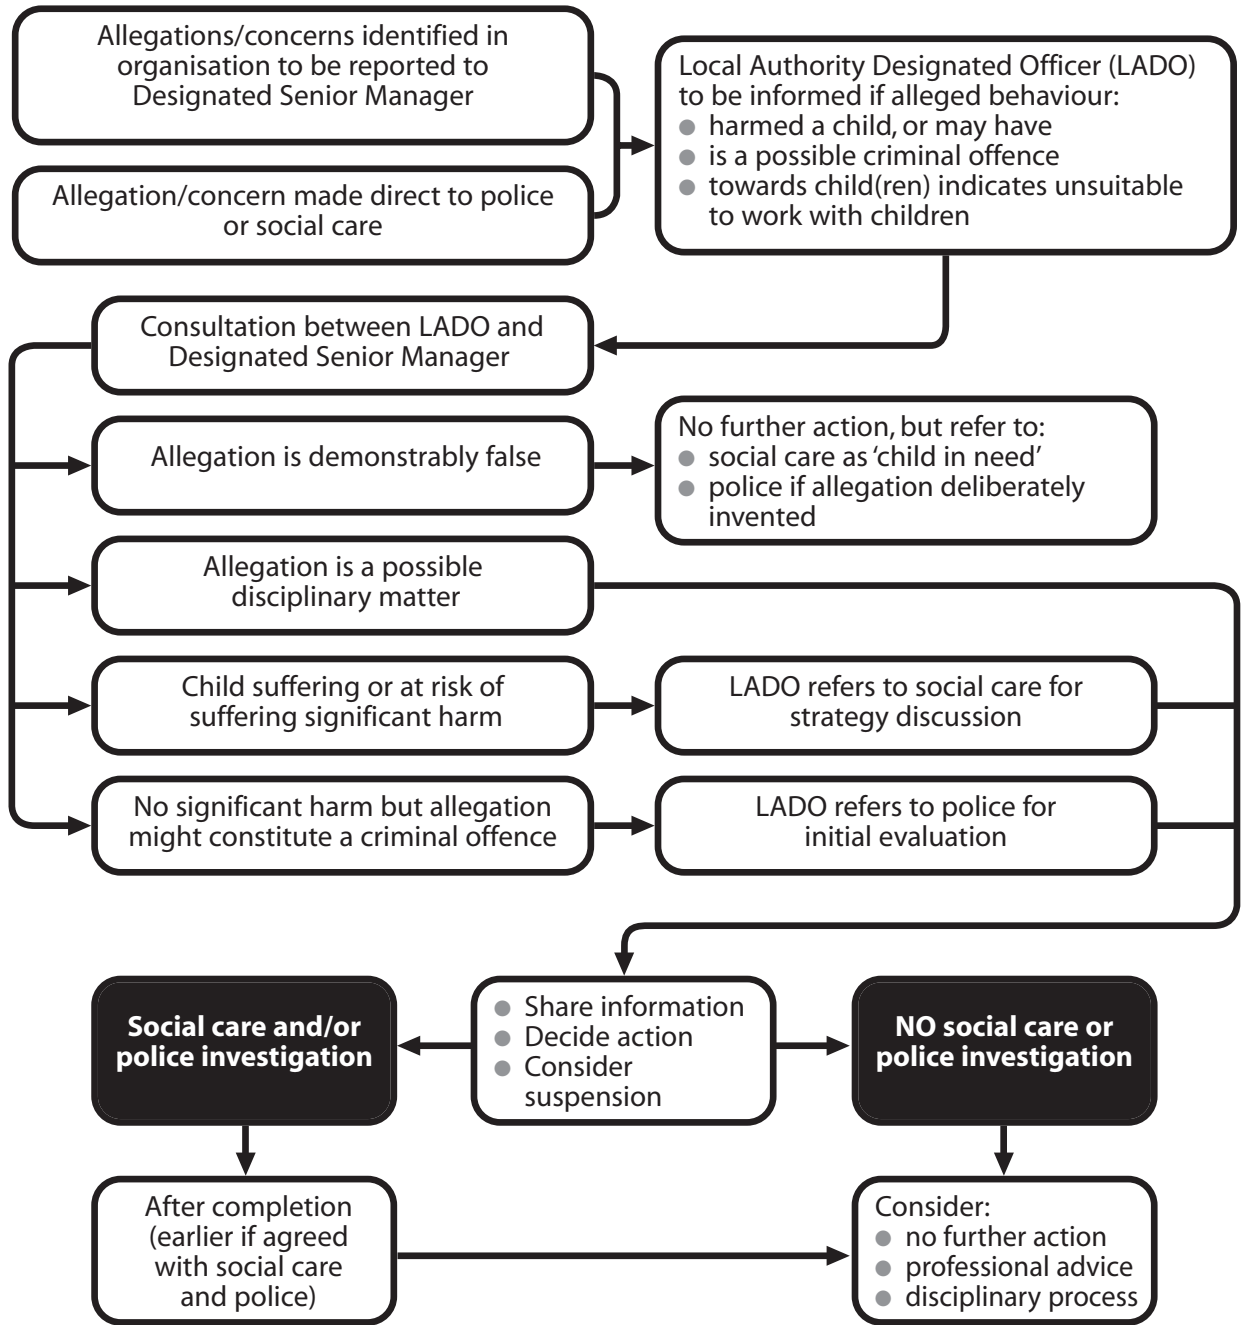 Allegations/concerns identified in
organisation to be reported to
Designated Senior Manager
Allegation/concern made direct to police
or social care
Local Authority Designated Officer (LADO)
to be informed if alleged behaviour:
● harmed a child, or may have
● is a possible criminal offence
● towards child(ren) indicates unsuitable
to work with children
Consultation between LADO and
Designated Senior Manager
Allegation is demonstrably false
No further action, but refer to:
● social care as ‘child in need’
● police if allegation deliberately
invented
Allegation is a possible
disciplinary matter
Child suffering or at risk of
suffering significant harm
LADO refers to social care for
strategy discussion
No significant harm but allegation
might constitute a criminal offence
LADO refers to police for
initial evaluation
Social care and/or
police investigation
● Share information
● Decide action
● Consider
suspension
NO social care or
police investigation
After completion
(earlier if agreed
with social care
and police)
Consider:
● no further action
● professional advice
● disciplinary process